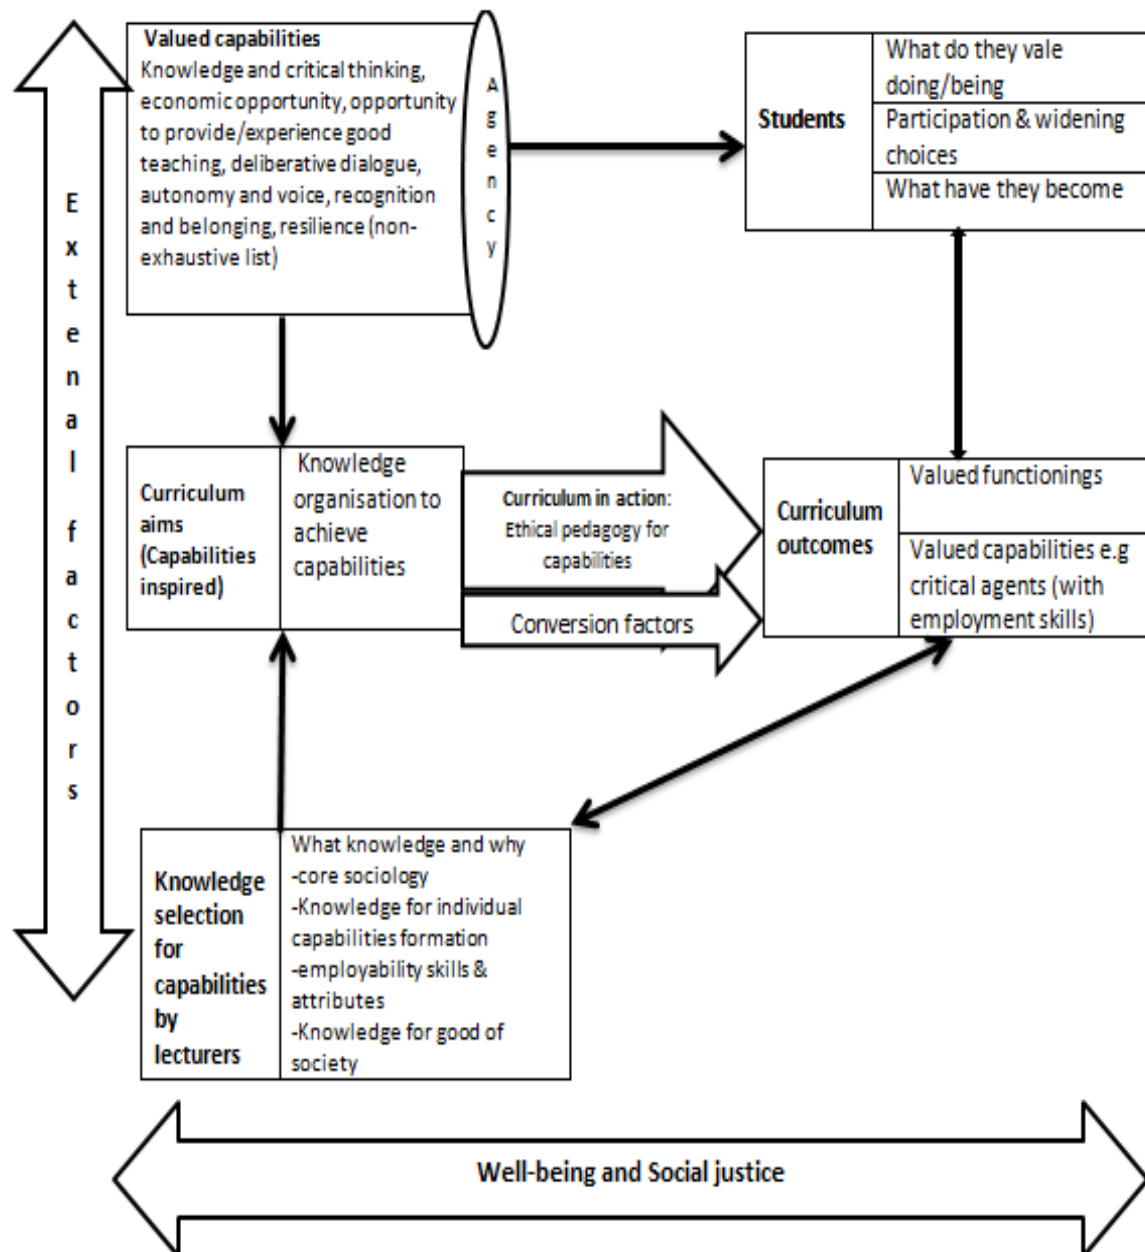 Valued capabilities
Knowledge and critical thinking,
economic opportunity, opportunity
to provide/experience good
teaching, deliberative dialogue,
autonomy and voice, recognition
and belonging, resilience (non-
exhaustive list)
Agency
Students
What do they vale
doing/being
Participation & widening
choices
What have they become
Extenal factors
Curriculum
aims
(Capabilities
inspired)
Knowledge
organisation to
achieve
capabilities
Curriculum in action:
Ethical pedagogy for
capabilities
Conversion factors
Curriculum
outcomes
Valued functionings
Valued capabilities e.g
critical agents (with
employment skills)
Knowledge
selection
for
capabilities
by
lecturers
What knowledge and why
-core sociology
-Knowledge for individual
capabilities formation
-employability skills &
attributes
-Knowledge for good of
society
Well-being and Social justice